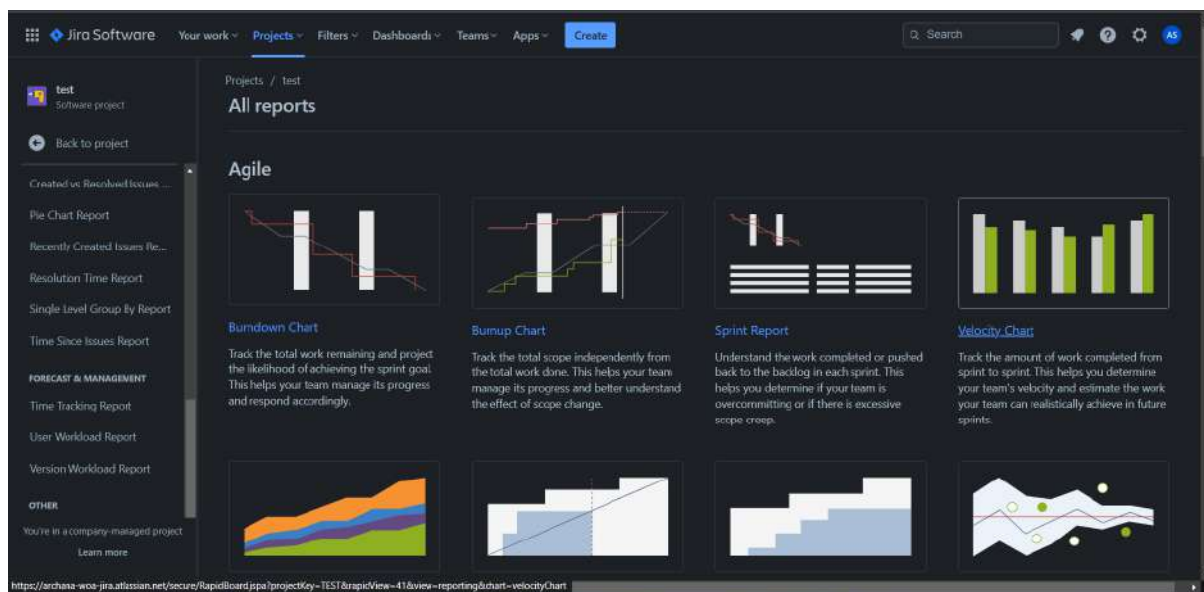 Jira Software
Your work Projects Filters Dashboards Teams Apps Create
Search
AS
test
Software project
Back to project
Created vs Resolved Issues ...
Pie Chart Report
Recently Created Issues Re...
Resolution Time Report
Single Level Group By Report
Time Since Issues Report
FORECAST & MANAGEMENT
Time Tracking Report
User Workload Report
Version Workload Report
OTHER
You're in a company-managed project
Learn more
Projects / test
All reports
Agile
Burndown Chart
Track the total work remaining and project
the likelihood of achieving the sprint goal.
This helps your team manage its progress
and respond accordingly.
Burnup Chart
Track the total scope independently from
the total work done. This helps your team
manage its progress and better understand
the effect of scope change.
Sprint Report
Understand the work completed or pushed
back to the backlog in each sprint. This
helps you determine if your team is
overcommitting or if there is excessive
scope creep.
Velocity Chart
Track the amount of work completed from
sprint to sprint. This helps you determine
your team's velocity and estimate the work
your team can realistically achieve in future
sprints.
https://archana-woa-jira.atlassian.net/secure/RapidBoard.jspa?projectKey=TEST&rapidView=41&view=reporting&chart=velocityChart